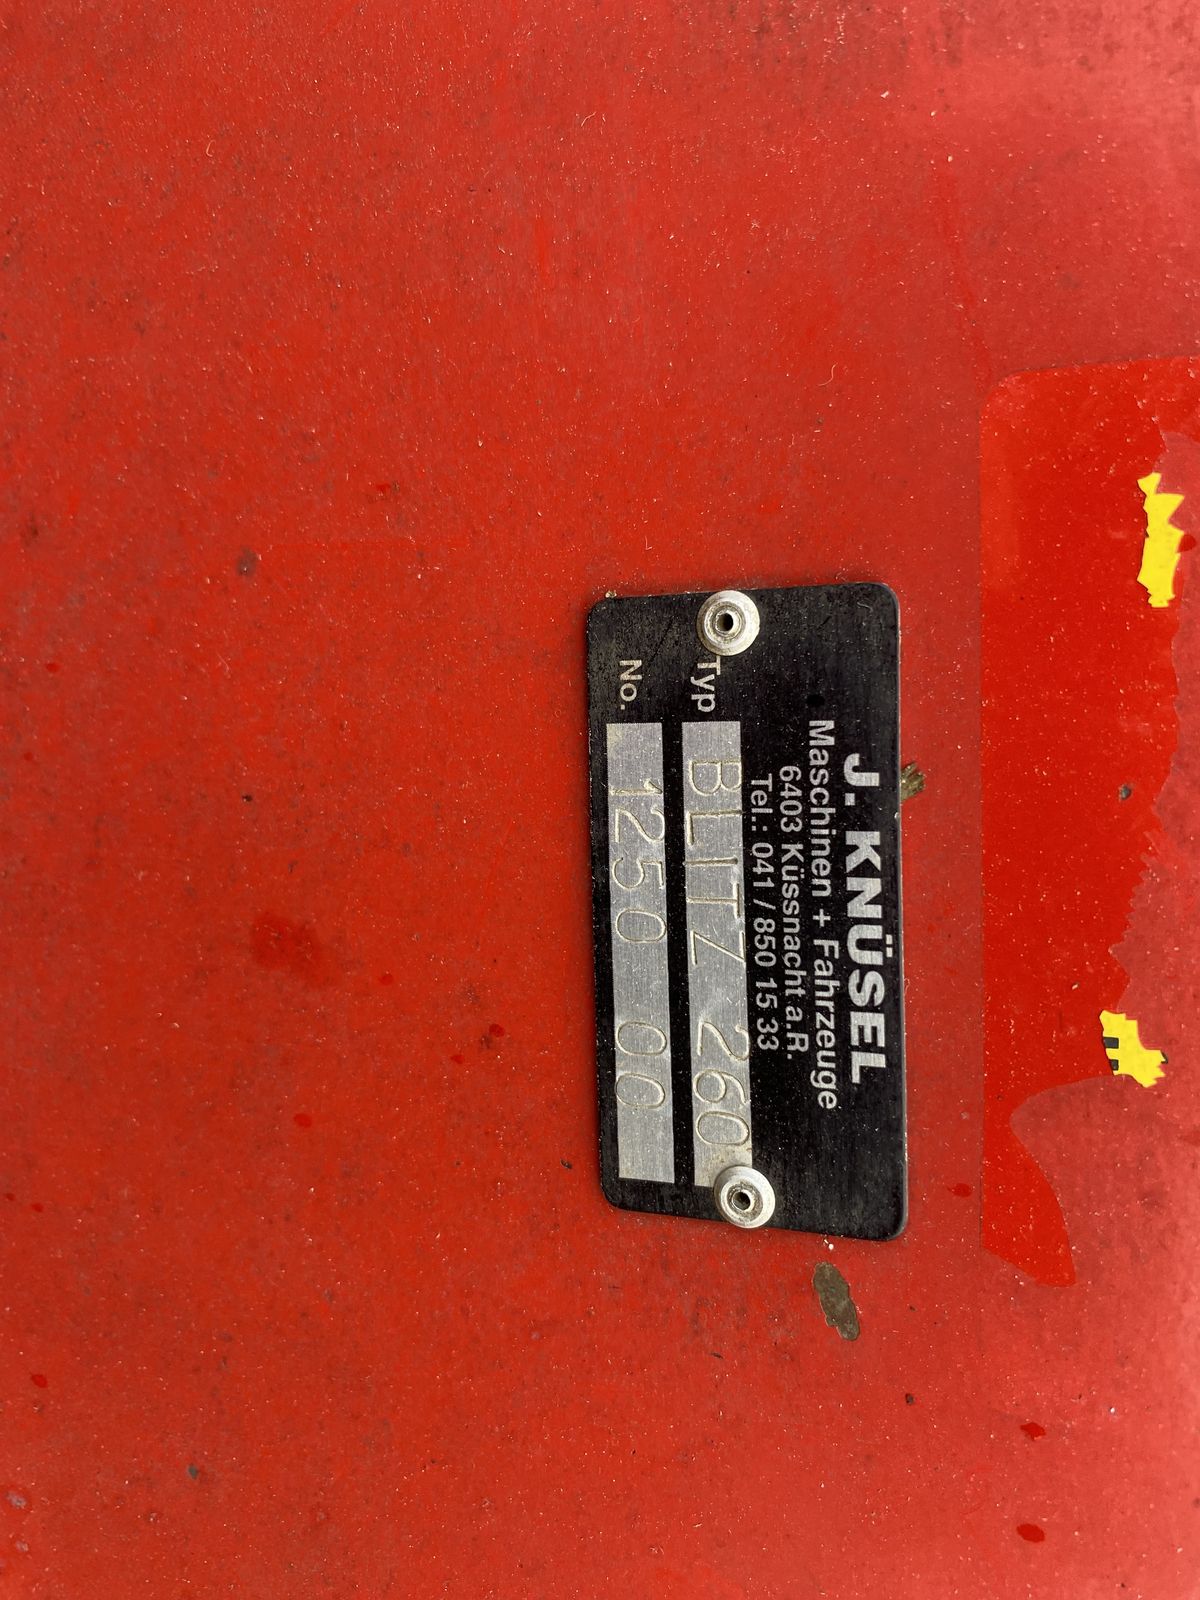 J. KNÜSEL
Maschinen + Fahrzeuge
6403 Küssnacht a.R.
Tel.: 041 / 850 15 33
Typ BLITZ 260
No. 1250 00